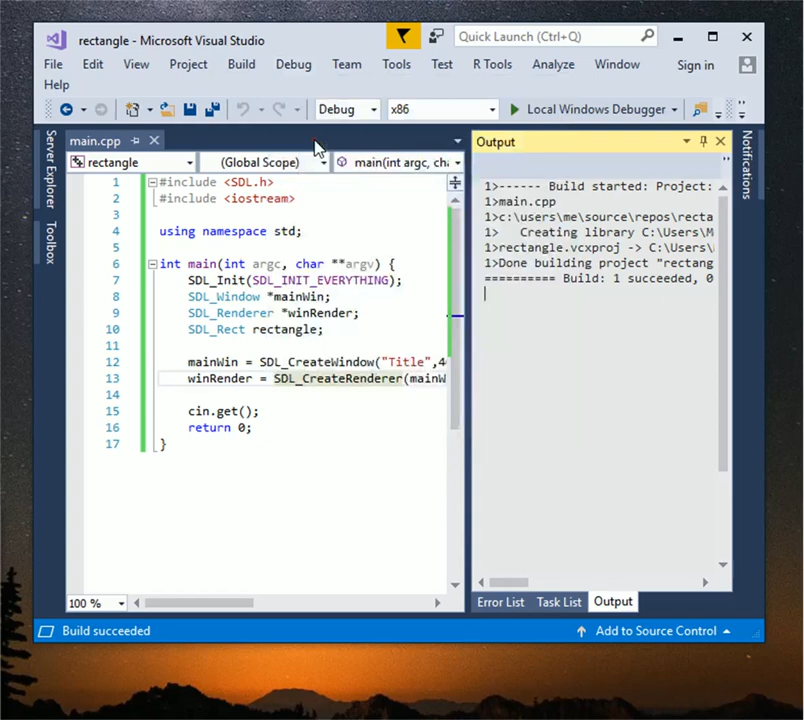 rectangle - Microsoft Visual Studio
Quick Launch (Ctrl+Q)
File Edit View Project Build Debug Team Tools Test R Tools Analyze Window Sign in
Help
Debug x86 Local Windows Debugger
Server Explorer
Toolbox
main.cpp
rectangle (Global Scope) main(int argc, cha
1 #include <SDL.h>
2 #include <iostream>
3
4 using namespace std;
5
6 int main(int argc, char **argv) {
7 SDL_Init(SDL_INIT_EVERYTHING);
8 SDL_Window *mainWin;
9 SDL_Renderer *winRender;
10 SDL_Rect rectangle;
11
12 mainWin = SDL_CreateWindow("Title",4
13 winRender = SDL_CreateRenderer(mainW
14
15 cin.get();
16 return 0;
17 }
100 %
Output
1>------ Build started: Project:
1>main.cpp
1>c:\users\me\source\repos\recta
1> Creating library C:\Users\M
1>rectangle.vcxproj -> C:\Users\
1>Done building project "rectang
========== Build: 1 succeeded, 0
Error List Task List Output
Notifications
Build succeeded
Add to Source Control